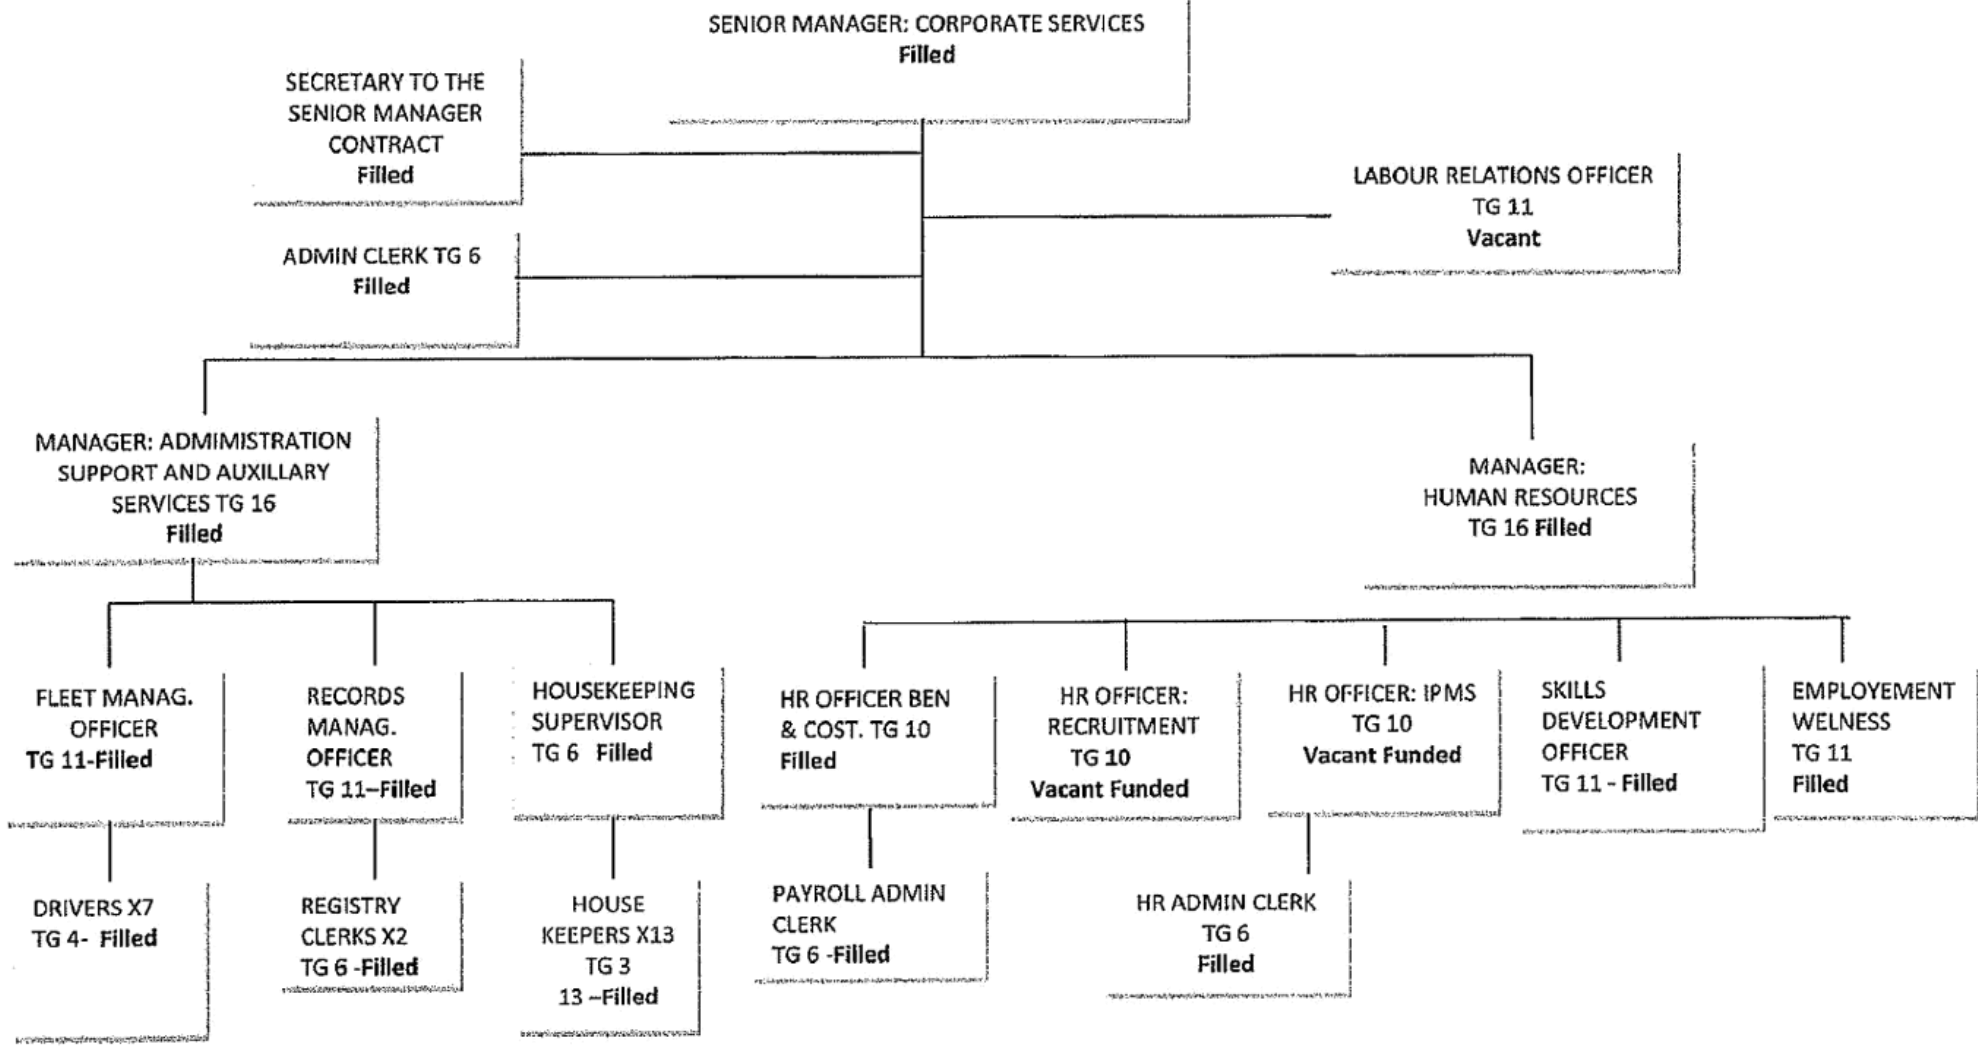 SENIOR MANAGER: CORPORATE SERVICES
Filled
SECRETARY TO THE
SENIOR MANAGER
CONTRACT
Filled
LABOUR RELATIONS OFFICER
TG 11
Vacant
ADMIN CLERK TG 6
Filled
MANAGER: ADMIMISTRATION
SUPPORT AND AUXILLARY
SERVICES TG 16
Filled
MANAGER:
HUMAN RESOURCES
TG 16 Filled
FLEET MANAG.
OFFICER
TG 11-Filled
RECORDS
MANAG.
OFFICER
TG 11–Filled
HOUSEKEEPING
SUPERVISOR
TG 6 Filled
HR OFFICER BEN
& COST. TG 10
Filled
HR OFFICER:
RECRUITMENT
TG 10
Vacant Funded
HR OFFICER: IPMS
TG 10
Vacant Funded
SKILLS
DEVELOPMENT
OFFICER
TG 11 - Filled
EMPLOYEMENT
WELNESS
TG 11
Filled
DRIVERS X7
TG 4- Filled
REGISTRY
CLERKS X2
TG 6 -Filled
HOUSE
KEEPERS X13
TG 3
13 –Filled
PAYROLL ADMIN
CLERK
TG 6 -Filled
HR ADMIN CLERK
TG 6
Filled